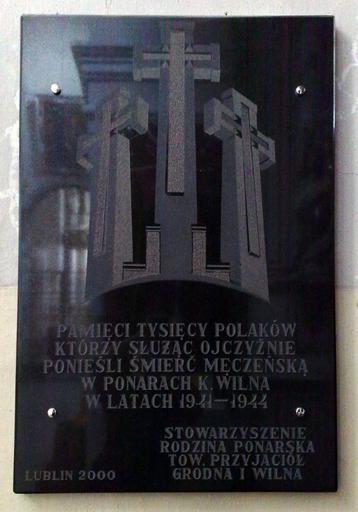 PAMIĘCI TYSIĘCY POLAKÓW
KTÓRZY SŁUŻĄC OJCZYŹNIE
PONIEŚLI ŚMIERĆ MĘCZEŃSKĄ
W PONARACH K. WILNA
W LATACH 1941–1944
STOWARZYSZENIE
RODZINA PONARSKA
TOW. PRZYJACIÓŁ
GRODNA I WILNA
LUBLIN 2000